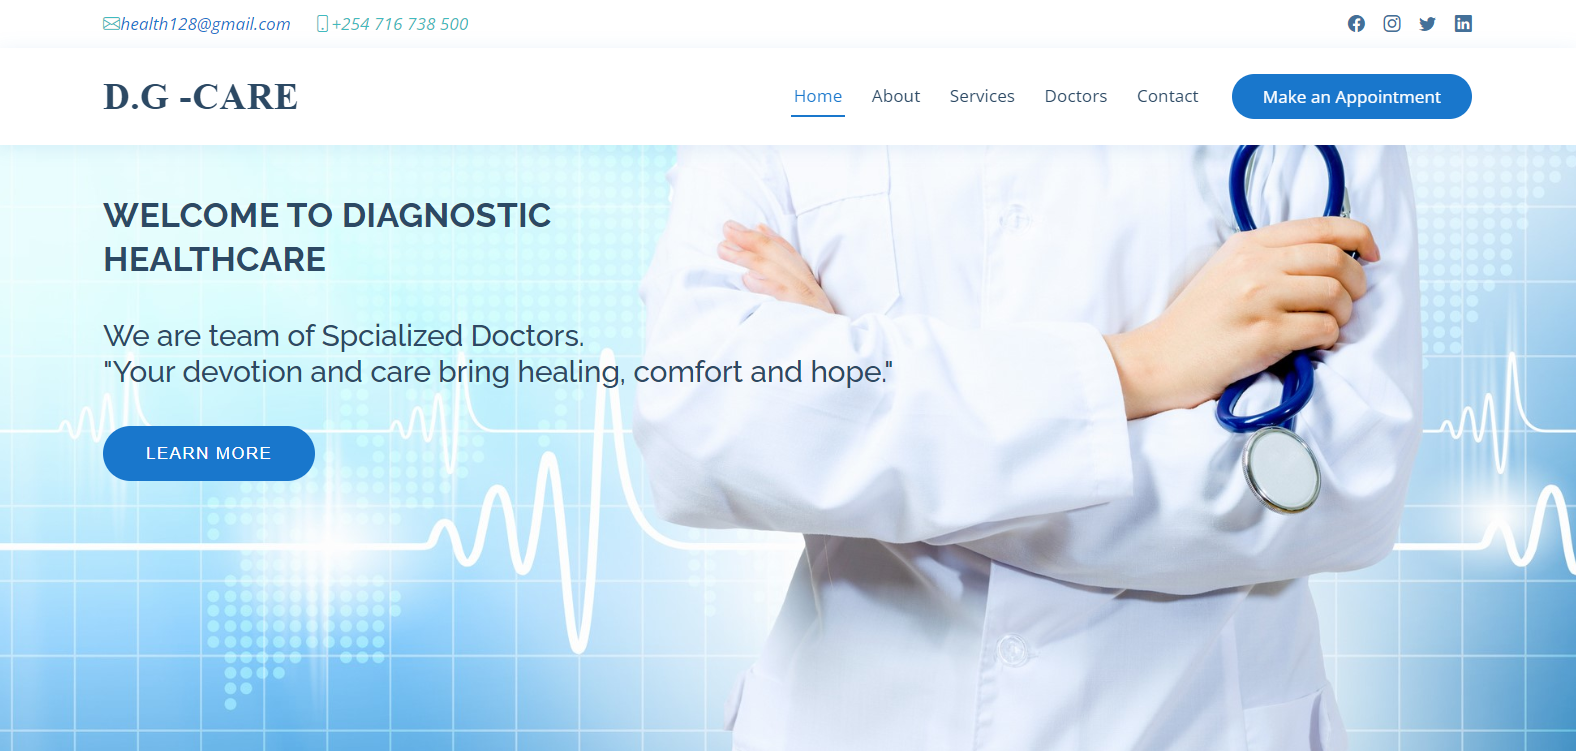 health128@gmail.com +254 716 738 500
D.G -CARE
Home About Services Doctors Contact Make an Appointment
WELCOME TO DIAGNOSTIC
HEALTHCARE
We are team of Spcialized Doctors.
"Your devotion and care bring healing, comfort and hope."
LEARN MORE